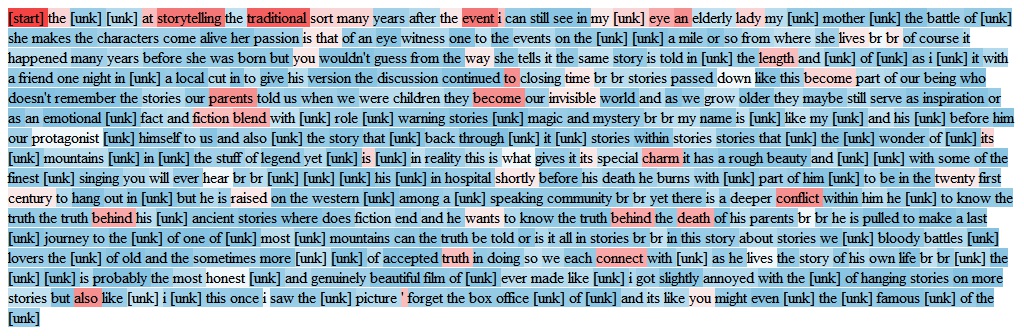 [start] the [unk] [unk] at storytelling the traditional sort many years after the event i can still see in my [unk] eye an elderly lady my [unk] mother [unk] the battle of [unk]
she makes the characters come alive her passion is that of an eye witness one to the events on the [unk] [unk] a mile or so from where she lives br br of course it
happened many years before she was born but you wouldn't guess from the way she tells it the same story is told in [unk] the length and [unk] of [unk] as i [unk] it with
a friend one night in [unk] a local cut in to give his version the discussion continued to closing time br br stories passed down like this become part of our being who
doesn't remember the stories our parents told us when we were children they become our invisible world and as we grow older they maybe still serve as inspiration or
as an emotional [unk] fact and fiction blend with [unk] role [unk] warning stories [unk] magic and mystery br br my name is [unk] like my [unk] and his [unk] before him
our protagonist [unk] himself to us and also [unk] the story that [unk] back through [unk] it [unk] stories within stories stories that [unk] the [unk] wonder of [unk] its
[unk] mountains [unk] in [unk] the stuff of legend yet [unk] is [unk] in reality this is what gives it its special charm it has a rough beauty and [unk] with some of the
finest [unk] singing you will ever hear br br [unk] [unk] [unk] his [unk] in hospital shortly before his death he burns with [unk] part of him [unk] to be in the twenty first
century to hang out in [unk] but he is raised on the western [unk] among a [unk] speaking community br br yet there is a deeper conflict within him he [unk] to know the
truth the truth behind his [unk] ancient stories where does fiction end and he wants to know the truth behind the death of his parents br br he is pulled to make a last
[unk] journey to the [unk] of one of [unk] most [unk] mountains can the truth be told or is it all in stories br br in this story about stories we [unk] bloody battles [unk]
lovers the [unk] of old and the sometimes more [unk] [unk] of accepted truth in doing so we each connect with [unk] as he lives the story of his own life br br [unk] the
[unk] [unk] is probably the most honest [unk] and genuinely beautiful film of [unk] ever made like [unk] i got slightly annoyed with the [unk] of hanging stories on more
stories but also like [unk] i [unk] this once i saw the [unk] picture ' forget the box office [unk] of [unk] and its like you might even [unk] the [unk] famous [unk] of the
[unk]